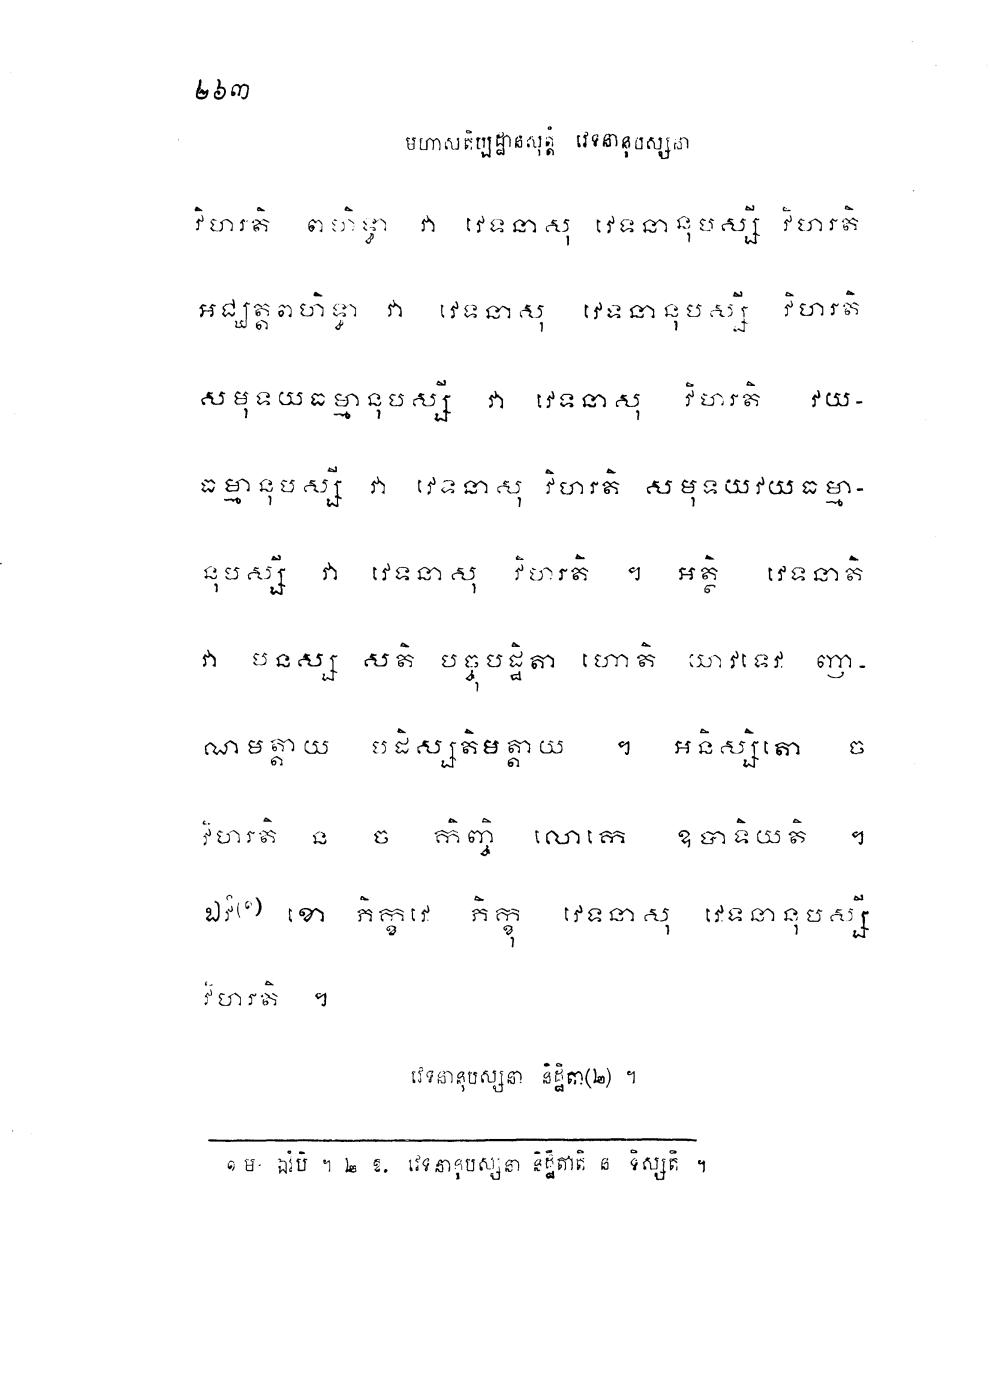 ២៦៣
មហាសតិប្បដ្ឋានសុត្តំ វេទនានុបស្សនា
វិហរតិ ពហិទ្ធា វា វេទនាសុ វេទនានុបស្សី វិហរតិ
អជ្ឈត្តពហិទ្ធា វា វេទនាសុ វេទនានុបស្សី វិហរតិ
សមុទយធម្មានុបស្សី វា វេទនាសុ វិហរតិ វយ-
ធម្មានុបស្សី វា វេទនាសុ វិហរតិ សមុទយវយធម្មា-
នុបស្សី វា វេទនាសុ វិហរតិ ។ អត្ថិ វេទនាតិ
វា បនស្ស សតិ បច្ចុបដ្ឋិតា ហោតិ យាវទេវ ញា-
ណមត្តាយ បដិស្សតិមត្តាយ ។ អនិស្សិតោ ច
វិហរតិ ន ច កិញ្ចិ លោកេ ឧបាទិយតិ ។
ឯវំ(១) ខោ ភិក្ខវេ ភិក្ខុ វេទនាសុ វេទនានុបស្សី
វិហរតិ ។
វេទនានុបស្សនា និដ្ឋិតា(២) ។
១ ម. ឯវំបិ ។ ២ ឱ. វេទនានុបស្សនា និដ្ឋិតាតិ ន ទិស្សតិ ។